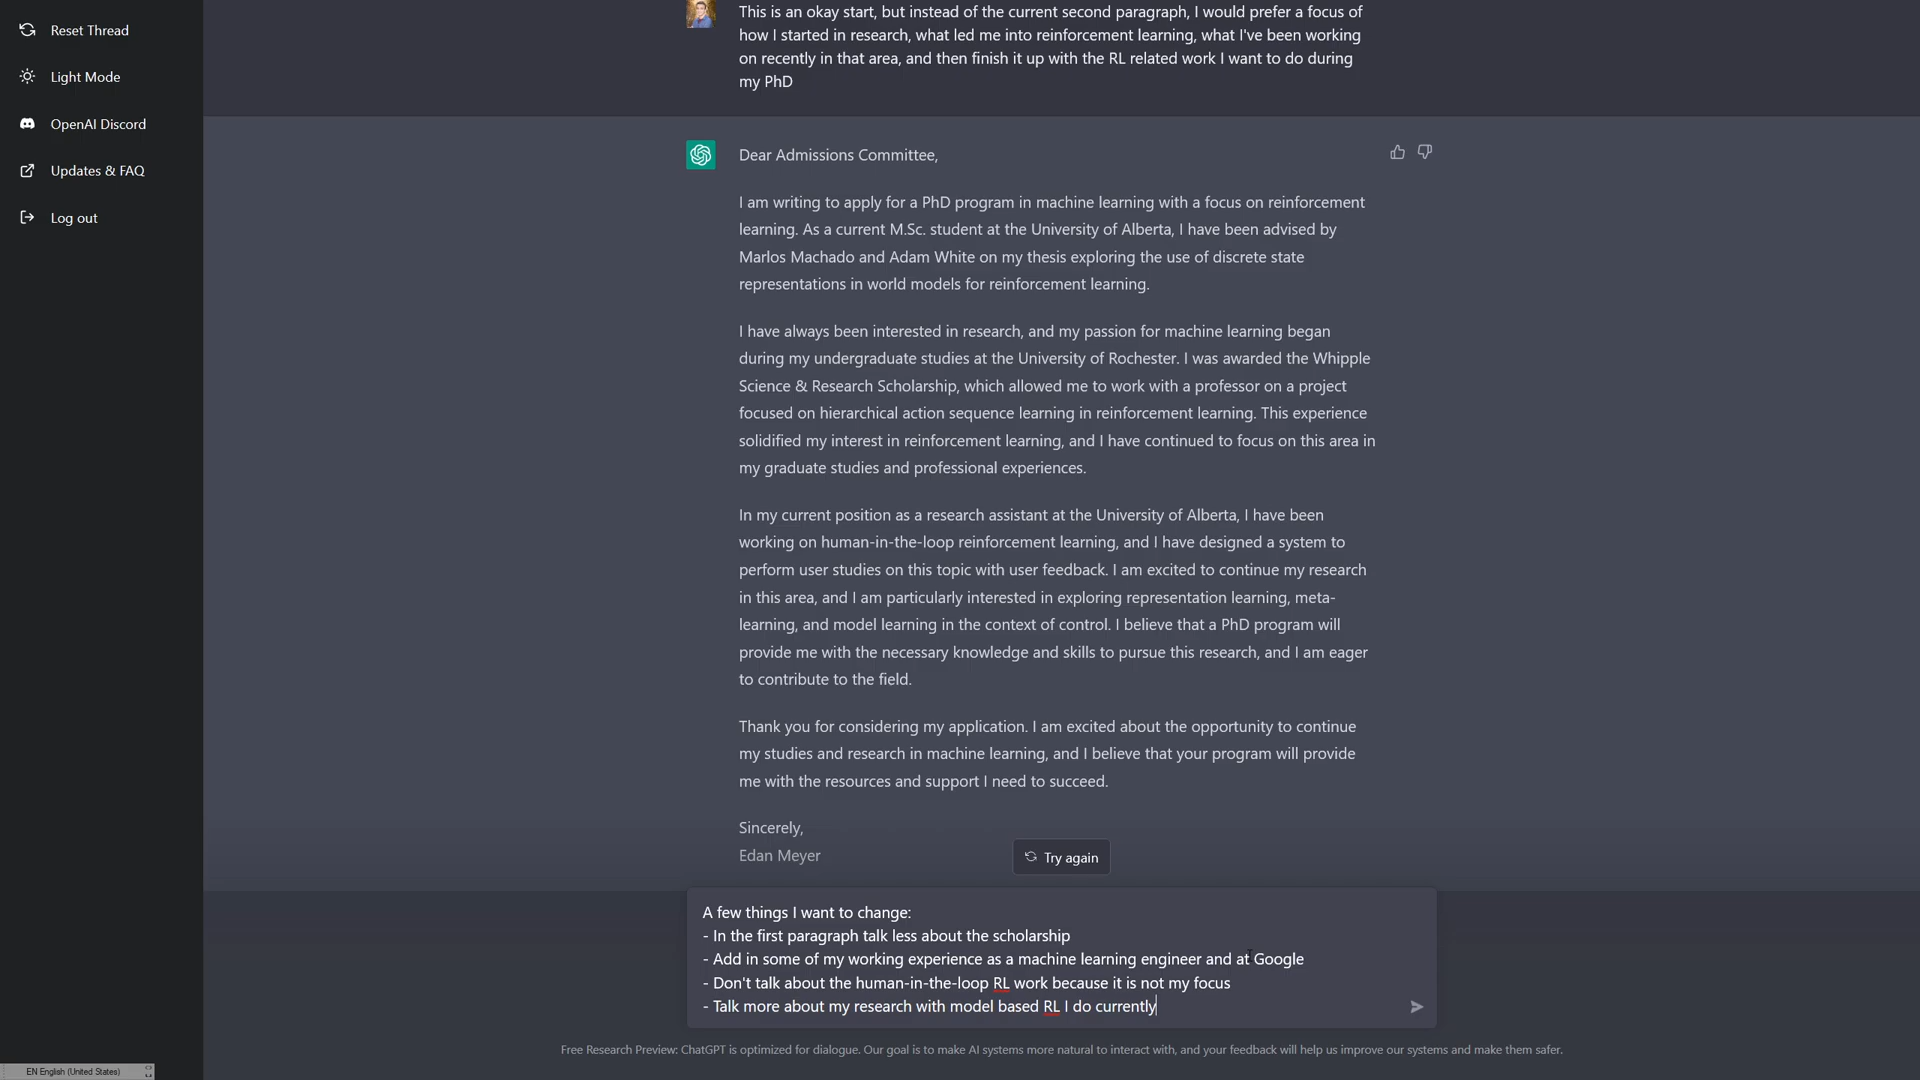 Reset Thread
Light Mode
OpenAI Discord
Updates & FAQ
Log out
This is an okay start, but instead of the current second paragraph, I would prefer a focus of
how I started in research, what led me into reinforcement learning, what I've been working
on recently in that area, and then finish it up with the RL related work I want to do during
my PhD
Dear Admissions Committee,
I am writing to apply for a PhD program in machine learning with a focus on reinforcement
learning. As a current M.Sc. student at the University of Alberta, I have been advised by
Marlos Machado and Adam White on my thesis exploring the use of discrete state
representations in world models for reinforcement learning.
I have always been interested in research, and my passion for machine learning began
during my undergraduate studies at the University of Rochester. I was awarded the Whipple
Science & Research Scholarship, which allowed me to work with a professor on a project
focused on hierarchical action sequence learning in reinforcement learning. This experience
solidified my interest in reinforcement learning, and I have continued to focus on this area in
my graduate studies and professional experiences.
In my current position as a research assistant at the University of Alberta, I have been
working on human-in-the-loop reinforcement learning, and I have designed a system to
perform user studies on this topic with user feedback. I am excited to continue my research
in this area, and I am particularly interested in exploring representation learning, meta-
learning, and model learning in the context of control. I believe that a PhD program will
provide me with the necessary knowledge and skills to pursue this research, and I am eager
to contribute to the field.
Thank you for considering my application. I am excited about the opportunity to continue
my studies and research in machine learning, and I believe that your program will provide
me with the resources and support I need to succeed.
Sincerely,
Edan Meyer
Try again
A few things I want to change:
- In the first paragraph talk less about the scholarship
- Add in some of my working experience as a machine learning engineer and at Google
- Don't talk about the human-in-the-loop RL work because it is not my focus
- Talk more about my research with model based RL I do currently
Free Research Preview: ChatGPT is optimized for dialogue. Our goal is to make AI systems more natural to interact with, and your feedback will help us improve our systems and make them safer.
EN English (United States)